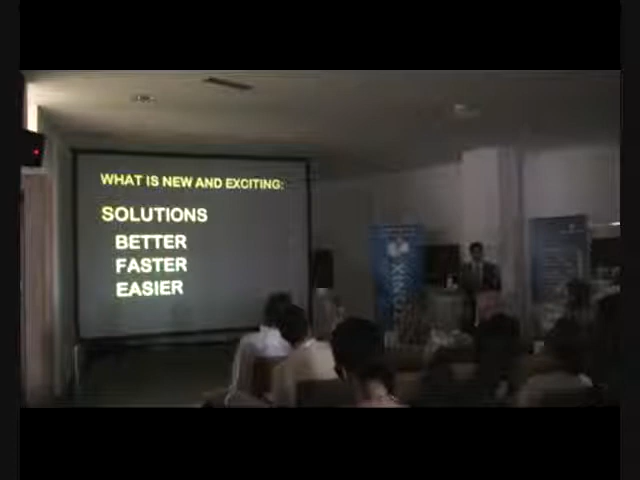 WHAT IS NEW AND EXCITING:
SOLUTIONS
BETTER
FASTER
EASIER